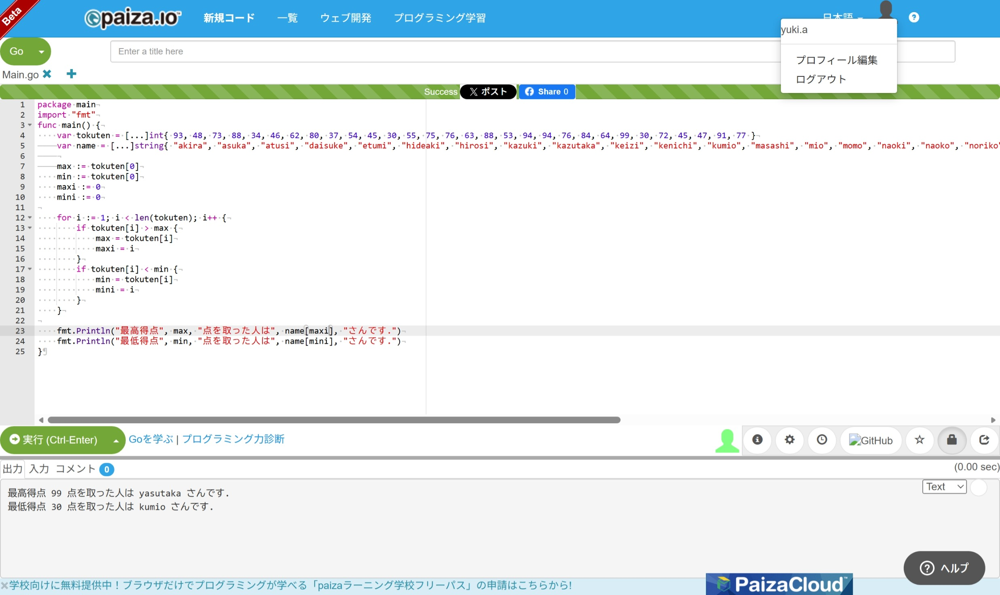 Beta
paiza.IO™ 新規コード 一覧 ウェブ開発 プログラミング学習 日本語
yuki.a
プロフィール編集
ログアウト
Go
Enter a title here
Main.go
Success ポスト Share 0
1 package main
2 import "fmt"
3 func main() {
4 var tokuten = [...]int{ 93, 48, 73, 88, 34, 46, 62, 80, 37, 54, 45, 30, 55, 75, 76, 63, 88, 53, 94, 94, 76, 84, 64, 99, 30, 72, 45, 47, 91, 77 }
5 var name = [...]string{ "akira", "asuka", "atusi", "daisuke", "etumi", "hideaki", "hirosi", "kazuki", "kazutaka", "keizi", "kenichi", "kumio", "masashi", "mio", "momo", "naoki", "naoko", "noriko"
6
7 max := tokuten[0]
8 min := tokuten[0]
9 maxi := 0
10 mini := 0
11
12 for i := 1; i < len(tokuten); i++ {
13 if tokuten[i] > max {
14 max = tokuten[i]
15 maxi = i
16 }
17 if tokuten[i] < min {
18 min = tokuten[i]
19 mini = i
20 }
21 }
22
23 fmt.Println("最高得点", max, "点を取った人は", name[maxi], "さんです.")
24 fmt.Println("最低得点", min, "点を取った人は", name[mini], "さんです.")
25 }
実行 (Ctrl-Enter) Goを学ぶ | プログラミング力診断 GitHub
出力 入力 コメント 0 (0.00 sec)
Text
最高得点 99 点を取った人は yasutaka さんです.
最低得点 30 点を取った人は kumio さんです.
ヘルプ
×学校向けに無料提供中！ブラウザだけでプログラミングが学べる「paizaラーニング学校フリーパス」の申請はこちらから!
PaizaCloud™